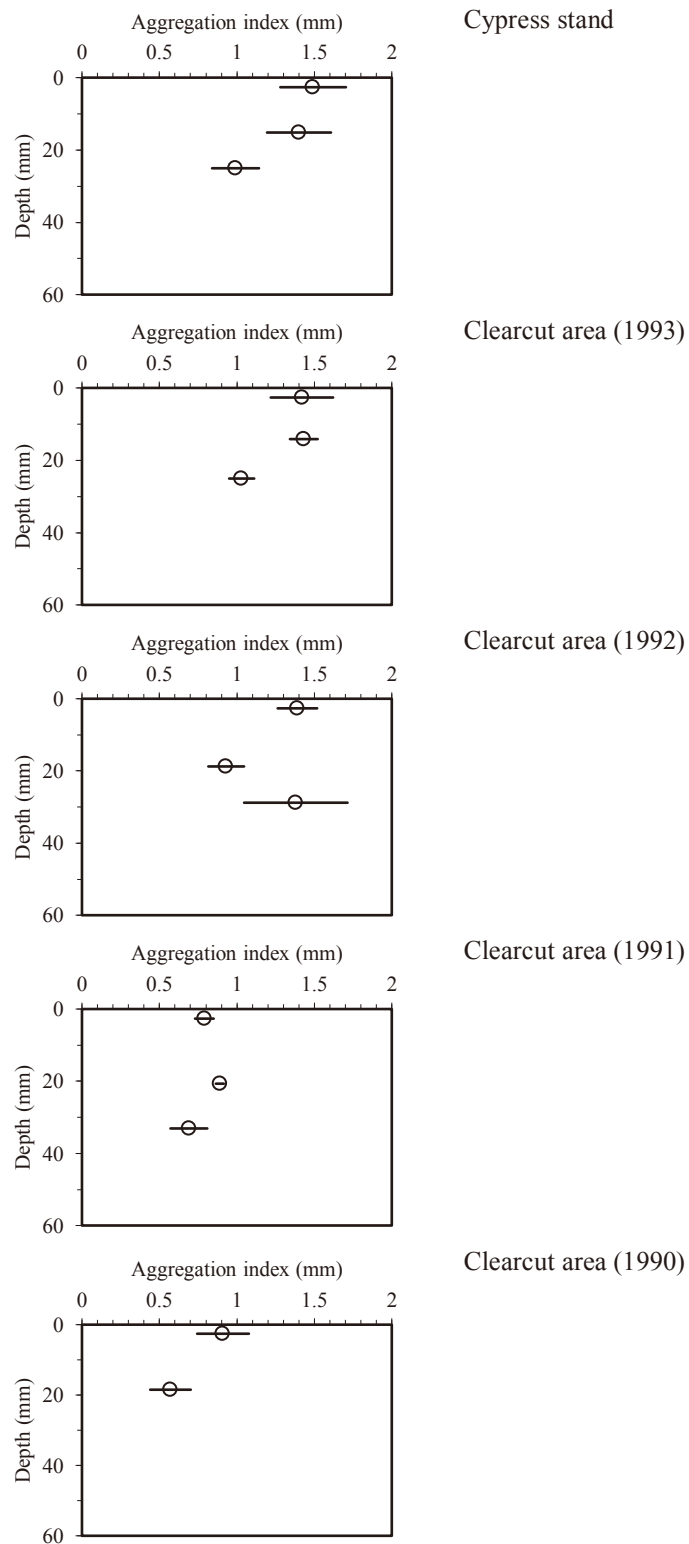 Aggregation index (mm)
Cypress stand
0 0.5 1 1.5 2
0
20
40
60
Depth (mm)
Aggregation index (mm)
Clearcut area (1993)
0 0.5 1 1.5 2
0
20
40
60
Depth (mm)
Aggregation index (mm)
Clearcut area (1992)
0 0.5 1 1.5 2
0
20
40
60
Depth (mm)
Aggregation index (mm)
Clearcut area (1991)
0 0.5 1 1.5 2
0
20
40
60
Depth (mm)
Aggregation index (mm)
Clearcut area (1990)
0 0.5 1 1.5 2
0
20
40
60
Depth (mm)